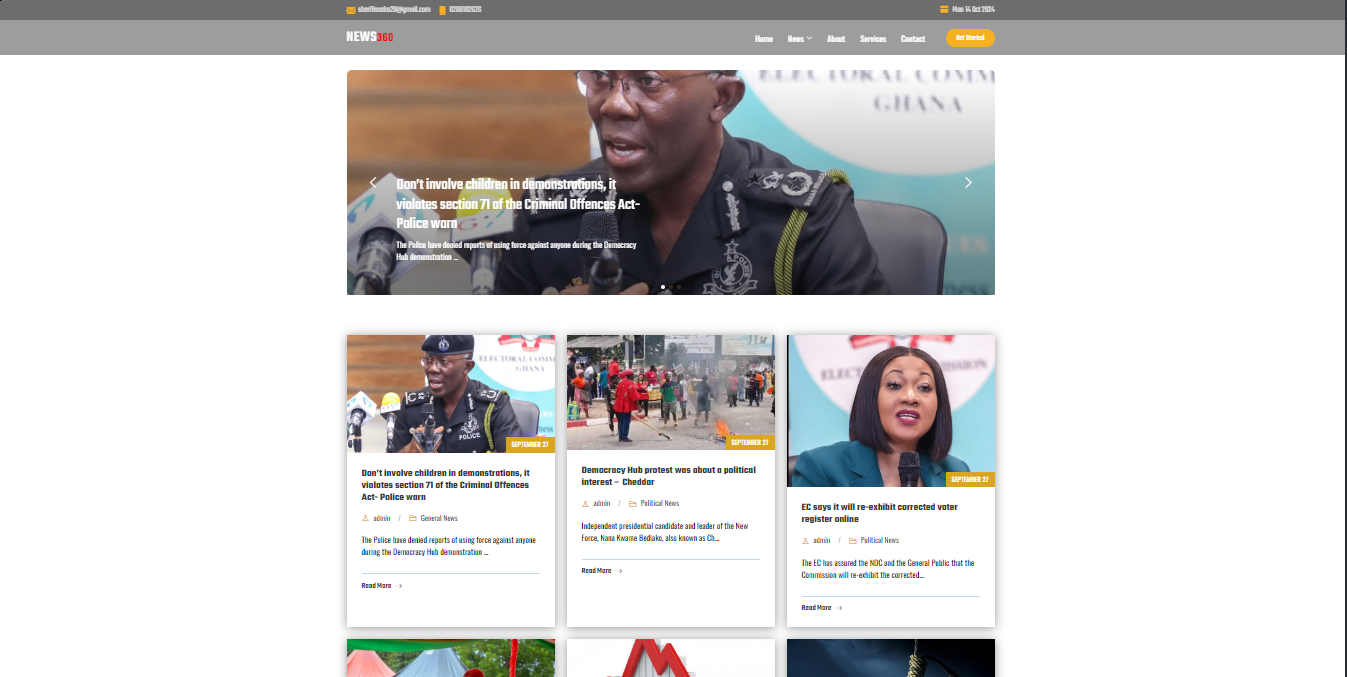 Mon 14 Oct 2024
NEWS360
Home News About Services Contact Get Started
ELECTORAL COMM
GHANA
Don't involve children in demonstrations, it
violates section 71 of the Criminal Offences Act-
Police warn
The Police have denied reports of using force against anyone during the Democracy
Hub demonstration ...
ELECTORAL COMM
GHANA
POLICE
SEPTEMBER 27
Don't involve children in demonstrations, it
violates section 71 of the Criminal Offences
Act- Police warn
admin / General News
The Police have denied reports of using force against anyone
during the Democracy Hub demonstration ...
Read More
SEPTEMBER 27
Democracy Hub protest was about a political
interest – Cheddar
admin / Political News
Independent presidential candidate and leader of the New
Force, Nana Kwame Bediako, also known as Ch...
Read More
SEPTEMBER 27
EC says it will re-exhibit corrected voter
register online
admin / Political News
The EC has assured the NDC and the General Public that the
Commission will re-exhibit the corrected...
Read More